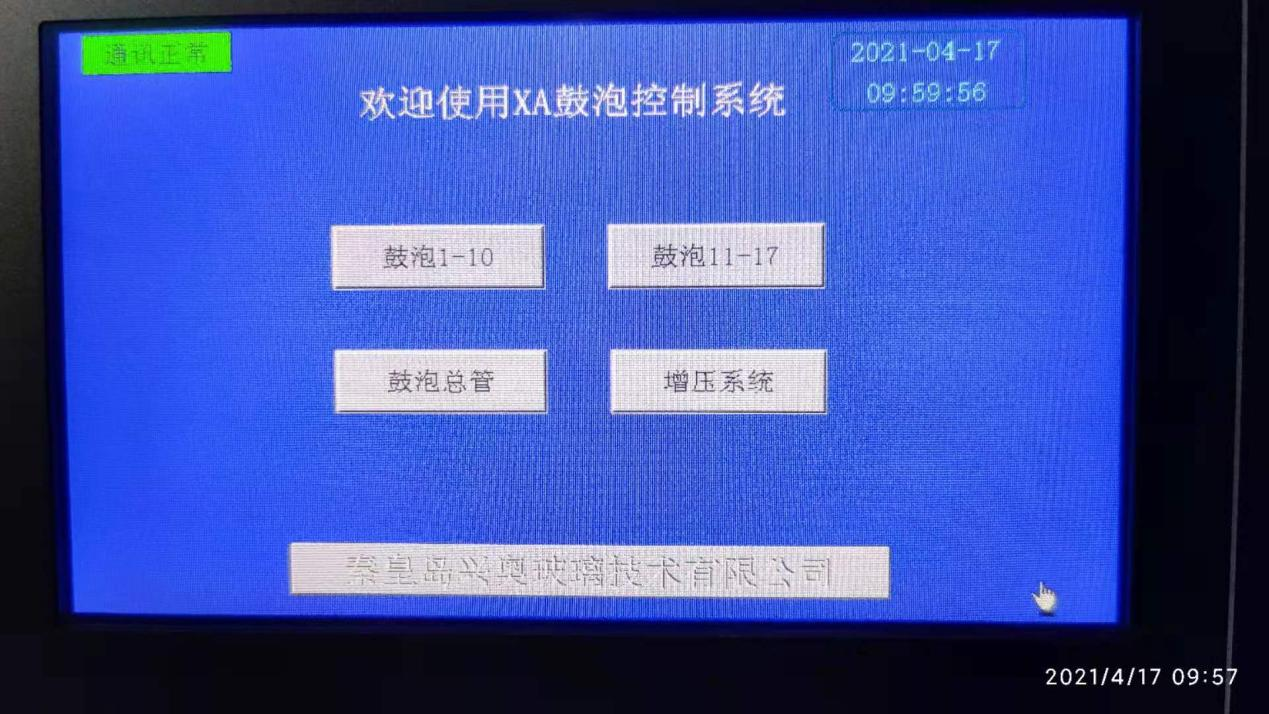 通讯正常
2021-04-17
09:59:56
欢迎使用XA鼓泡控制系统
鼓泡1-10
鼓泡11-17
鼓泡总管
增压系统
秦皇岛兴奥玻璃技术有限公司
2021/4/17 09:57